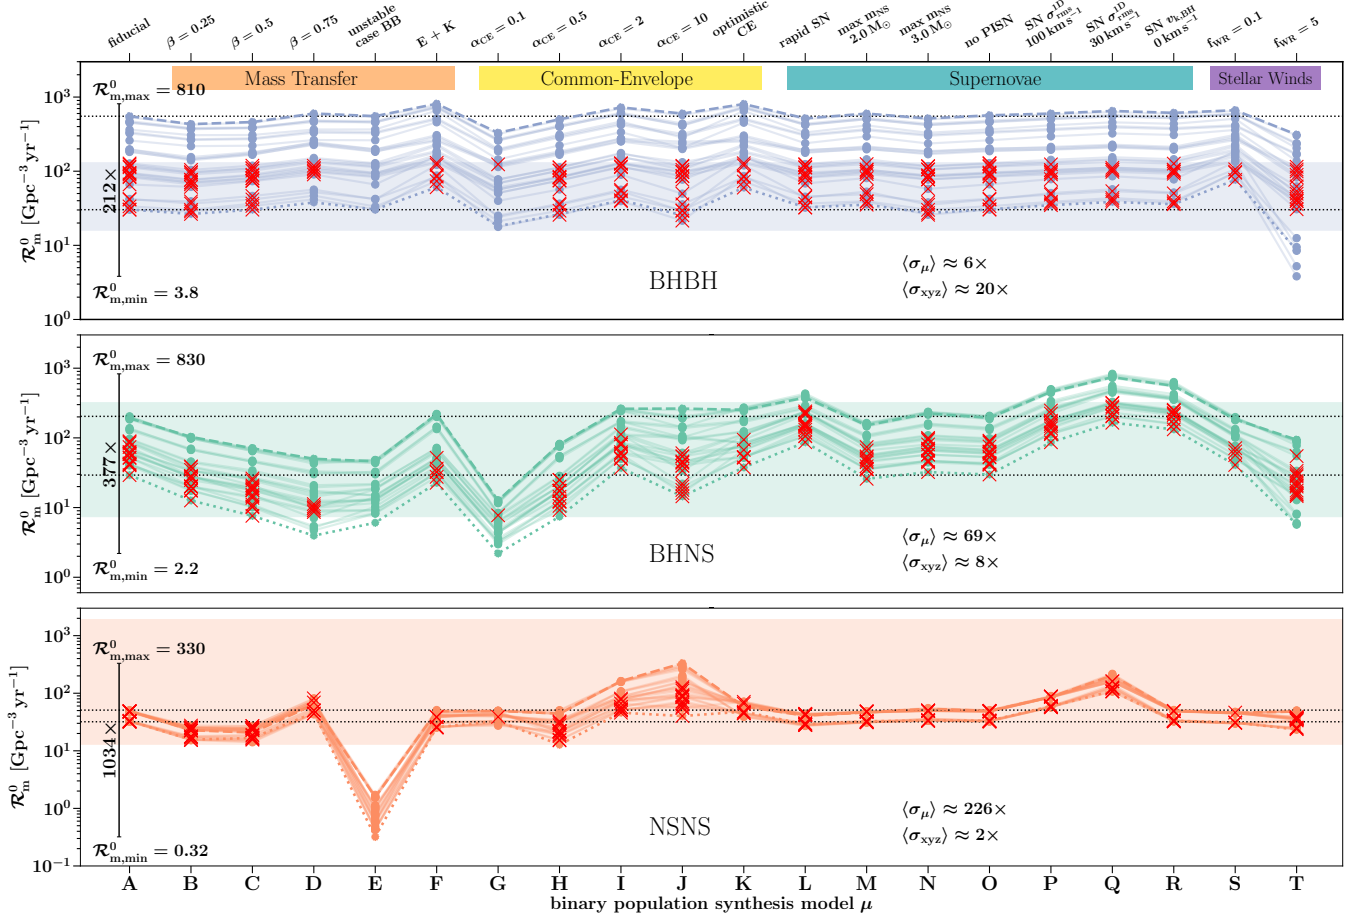 fiducial
β = 0.25
β = 0.5
β = 0.75
unstable
case BB
E + K
α_CE = 0.1
α_CE = 0.5
α_CE = 2
α_CE = 10
optimistic
CE
rapid SN
max m_NS
2.0 M_⊙
max m_NS
3.0 M_⊙
no PISN
SN σ_rms^1D
100 km s^−1
SN σ_rms^1D
30 km s^−1
SN v_k,BH
0 km s^−1
f_WR = 0.1
f_WR = 5
Mass Transfer
Common-Envelope
Supernovae
Stellar Winds
R^0_m,max = 810
212×
R^0_m,min = 3.8
BHBH
⟨σ_μ⟩ ≈ 6×
⟨σ_xyz⟩ ≈ 20×
R^0_m [Gpc^−3 yr^−1]
10^3
10^2
10^1
10^0
R^0_m,max = 830
377×
R^0_m,min = 2.2
BHNS
⟨σ_μ⟩ ≈ 69×
⟨σ_xyz⟩ ≈ 8×
R^0_m [Gpc^−3 yr^−1]
10^3
10^2
10^1
10^0
R^0_m,max = 330
1034×
R^0_m,min = 0.32
NSNS
⟨σ_μ⟩ ≈ 226×
⟨σ_xyz⟩ ≈ 2×
R^0_m [Gpc^−3 yr^−1]
10^3
10^2
10^1
10^0
10^−1
A B C D E F G H I J K L M N O P Q R S T
binary population synthesis model μ